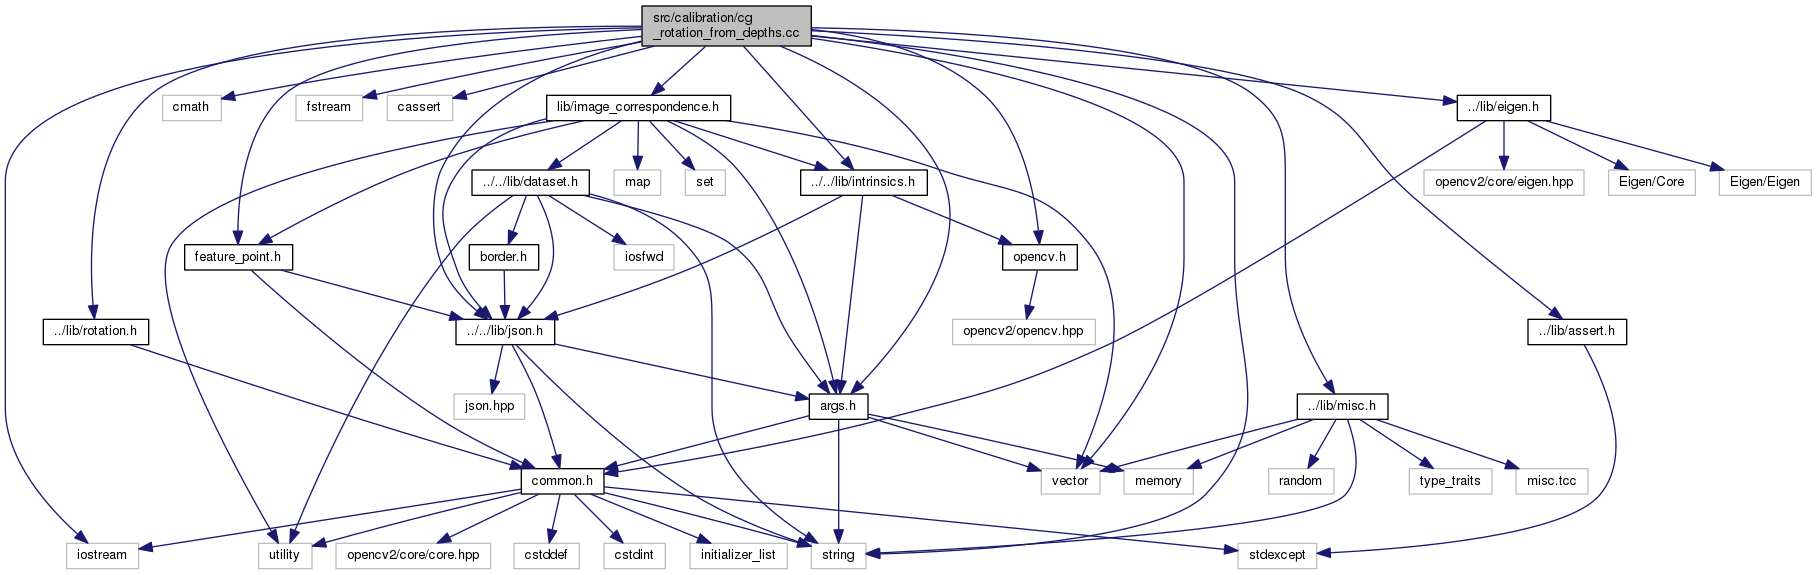 src/calibration/cg
_rotation_from_depths.cc
cmath
fstream
cassert
lib/image_correspondence.h
../lib/eigen.h
../../lib/dataset.h
map
set
../../lib/intrinsics.h
opencv2/core/eigen.hpp
Eigen/Core
Eigen/Eigen
feature_point.h
border.h
iosfwd
opencv.h
../lib/rotation.h
../../lib/json.h
opencv2/opencv.hpp
../lib/assert.h
json.hpp
args.h
../lib/misc.h
common.h
vector
memory
random
type_traits
misc.tcc
iostream
utility
opencv2/core/core.hpp
cstddef
cstdint
initializer_list
string
stdexcept